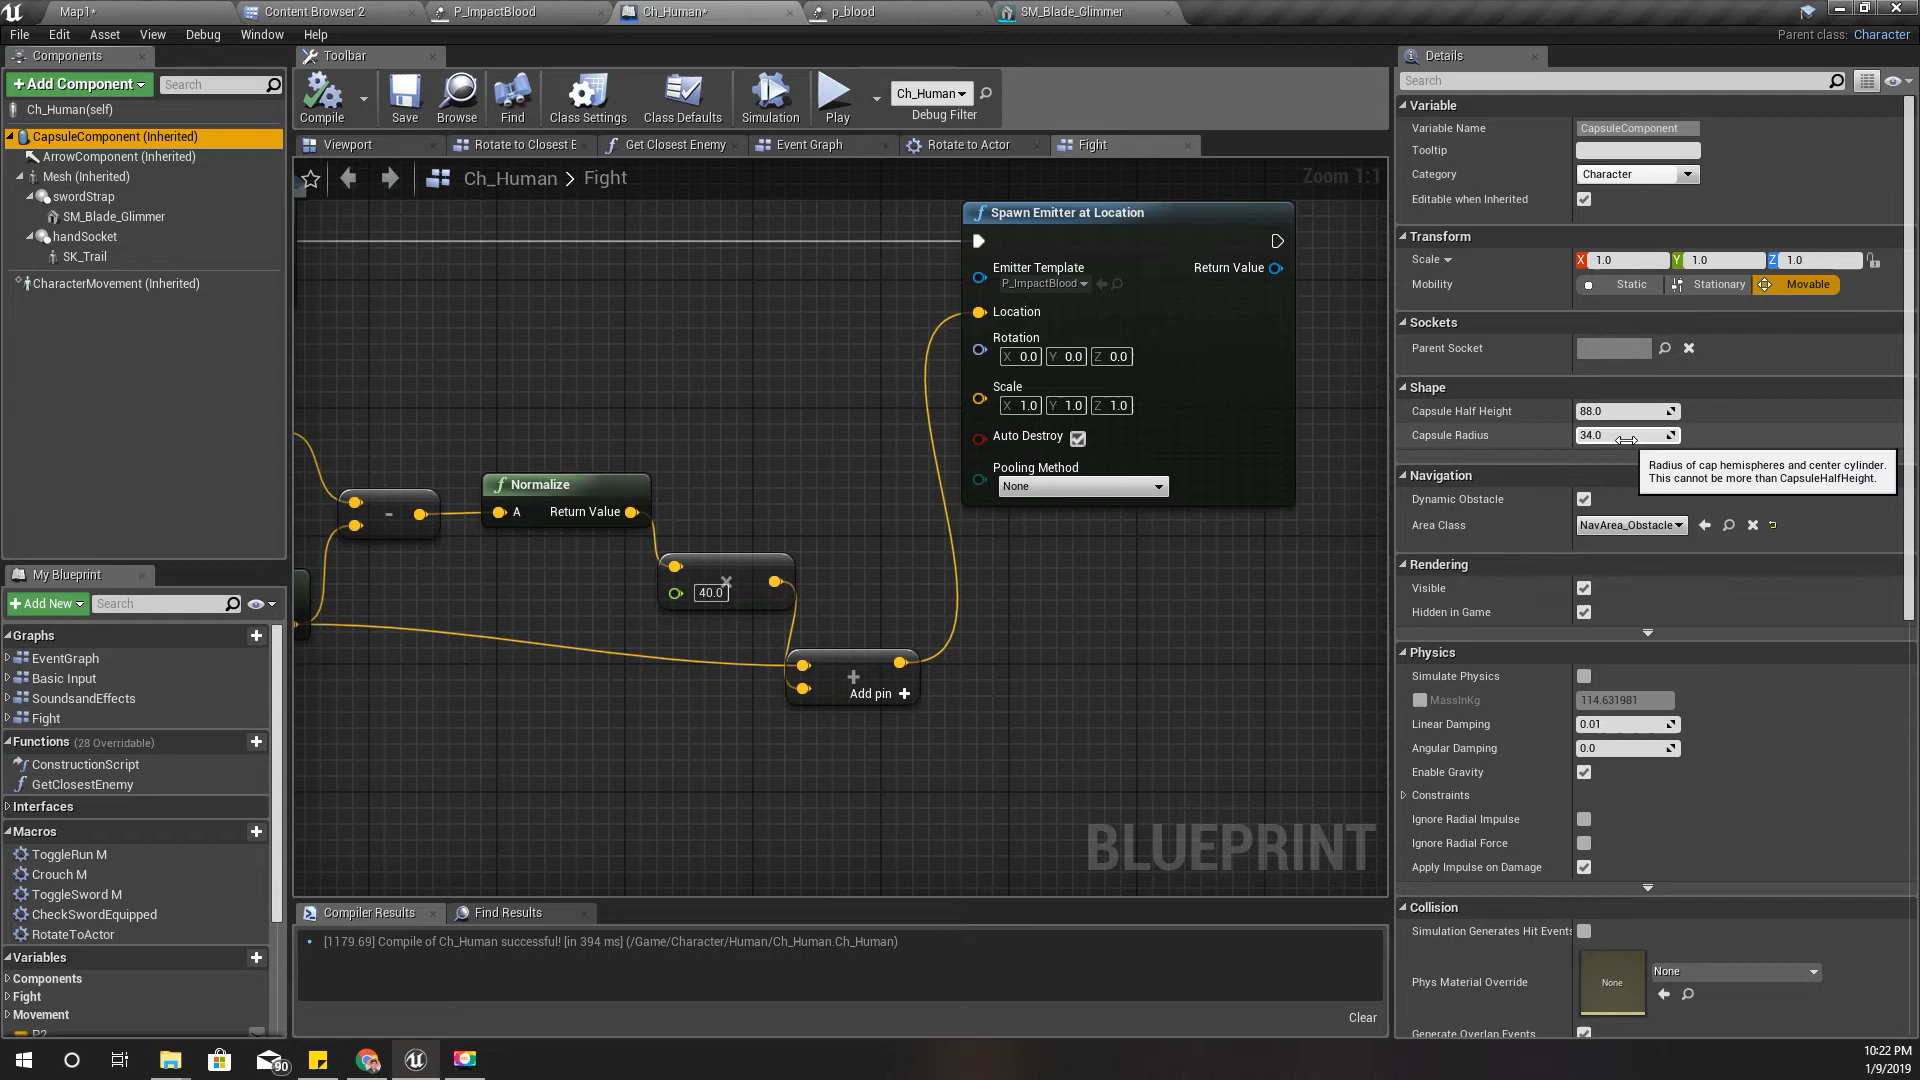 Map1*
Content Browser 2
P_ImpactBlood
Ch_Human*
p_blood
SM_Blade_Glimmer
File Edit Asset View Debug Window Help
Parent class: Character
Components
+Add Component
Search
Ch_Human(self)
CapsuleComponent (Inherited)
ArrowComponent (Inherited)
Mesh (Inherited)
swordStrap
SM_Blade_Glimmer
handSocket
SK_Trail
CharacterMovement (Inherited)
My Blueprint
+Add New
Search
Graphs
EventGraph
Basic Input
SoundsandEffects
Fight
Functions (28 Overridable)
ConstructionScript
GetClosestEnemy
Interfaces
Macros
ToggleRun M
Crouch M
ToggleSword M
CheckSwordEquipped
RotateToActor
Variables
Components
Fight
Movement
Toolbar
Compile
Save
Browse
Find
Class Settings
Class Defaults
Simulation
Play
Ch_Human
Debug Filter
Viewport
Rotate to Closest E
Get Closest Enemy
Event Graph
Rotate to Actor
Fight
Ch_Human > Fight
Zoom 1:1
f Spawn Emitter at Location
Emitter Template
P_ImpactBlood
Return Value
Location
Rotation
X 0.0 Y 0.0 Z 0.0
Scale
X 1.0 Y 1.0 Z 1.0
Auto Destroy
Pooling Method
None
-
f Normalize
A Return Value
×
40.0
+
Add pin +
BLUEPRINT
Compiler Results
Find Results
[1179.69] Compile of Ch_Human successful! [in 394 ms] (/Game/Character/Human/Ch_Human.Ch_Human)
Clear
Details
Search
Variable
Variable Name CapsuleComponent
Tooltip
Category Character
Editable when Inherited
Transform
Scale X 1.0 Y 1.0 Z 1.0
Mobility Static Stationary Movable
Sockets
Parent Socket
Shape
Capsule Half Height 88.0
Capsule Radius 34.0
Radius of cap hemispheres and center cylinder.
This cannot be more than CapsuleHalfHeight.
Navigation
Dynamic Obstacle
Area Class NavArea_Obstacle
Rendering
Visible
Hidden in Game
Physics
Simulate Physics
MassInKg 114.631981
Linear Damping 0.01
Angular Damping 0.0
Enable Gravity
Constraints
Ignore Radial Impulse
Ignore Radial Force
Apply Impulse on Damage
Collision
Simulation Generates Hit Events
Phys Material Override None None
Generate Overlap Events
90
10:22 PM
1/9/2019